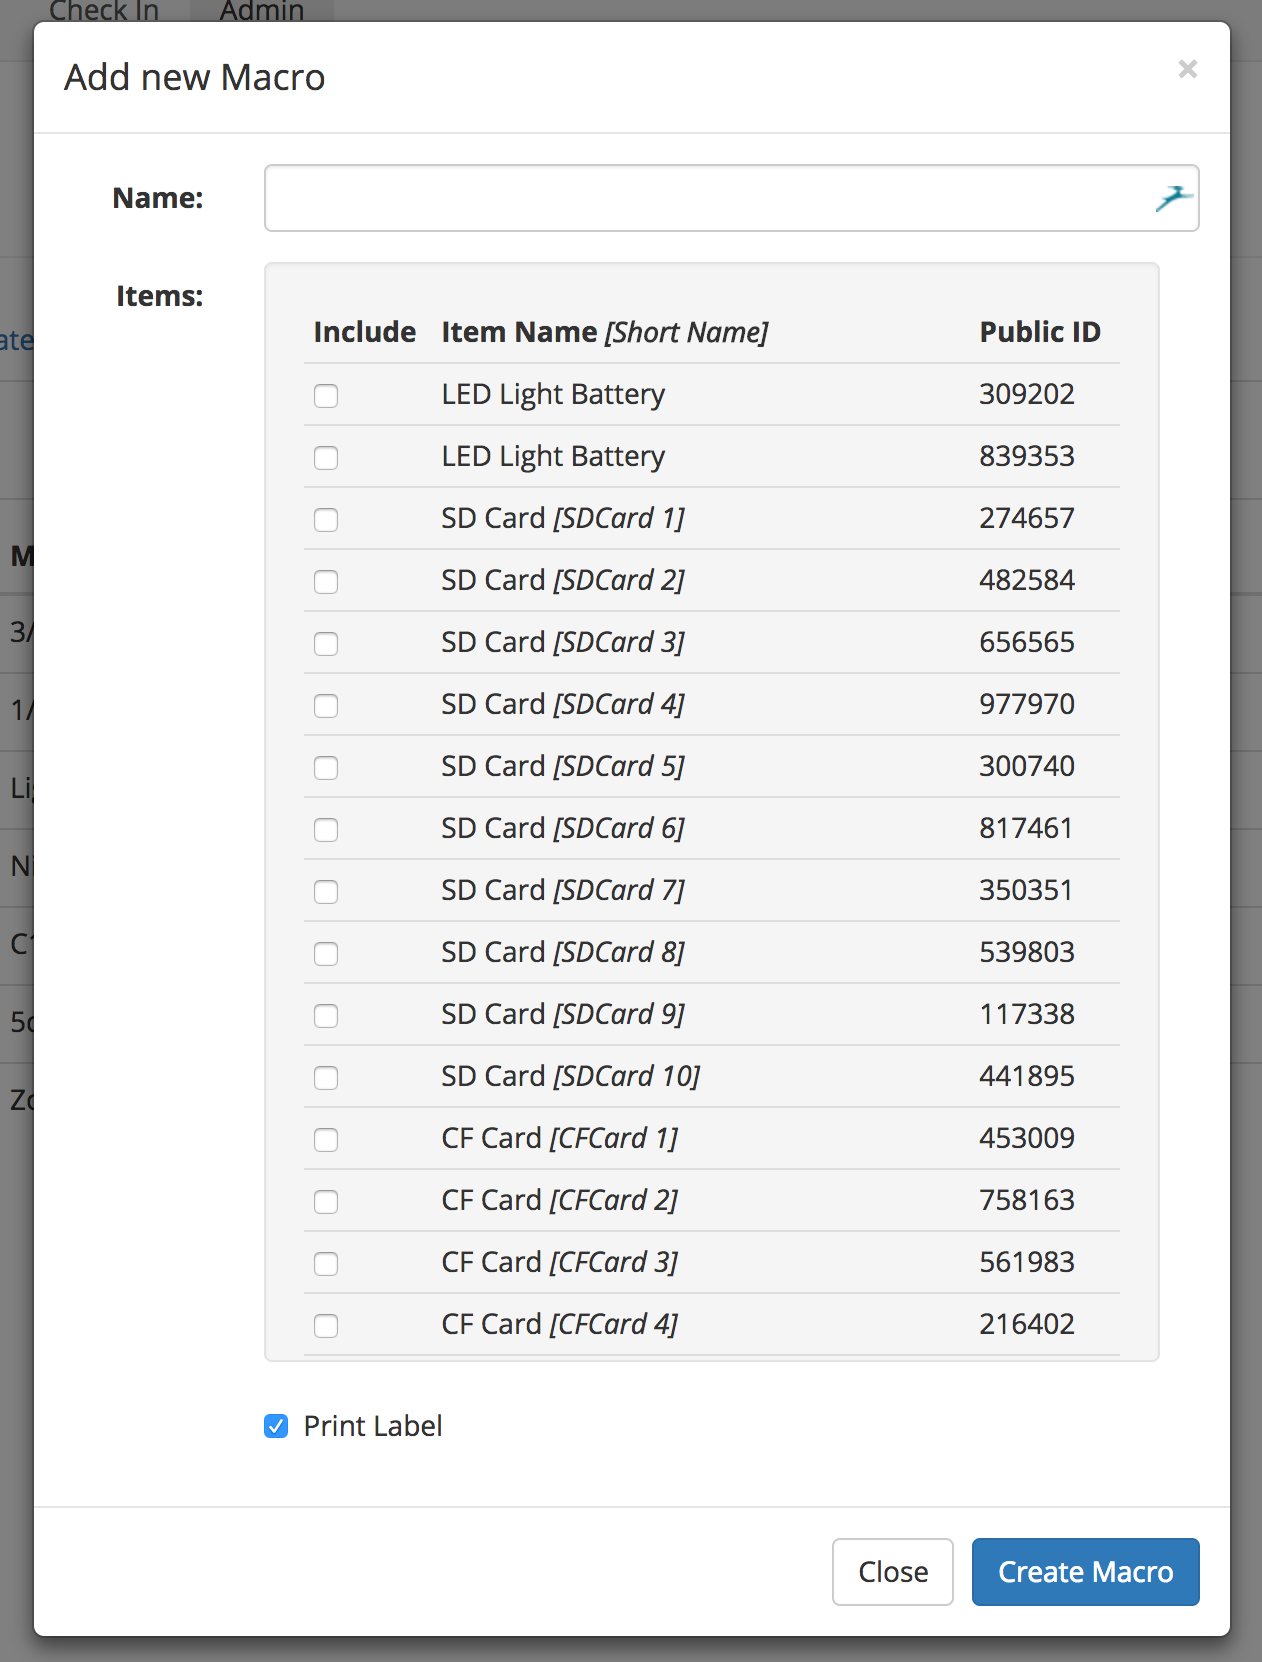 Check In Admin
Add new Macro
×
Name:
Items:
Include Item Name [Short Name] Public ID
LED Light Battery 309202
LED Light Battery 839353
SD Card [SDCard 1] 274657
SD Card [SDCard 2] 482584
SD Card [SDCard 3] 656565
SD Card [SDCard 4] 977970
SD Card [SDCard 5] 300740
SD Card [SDCard 6] 817461
SD Card [SDCard 7] 350351
SD Card [SDCard 8] 539803
SD Card [SDCard 9] 117338
SD Card [SDCard 10] 441895
CF Card [CFCard 1] 453009
CF Card [CFCard 2] 758163
CF Card [CFCard 3] 561983
CF Card [CFCard 4] 216402
Print Label
Close Create Macro